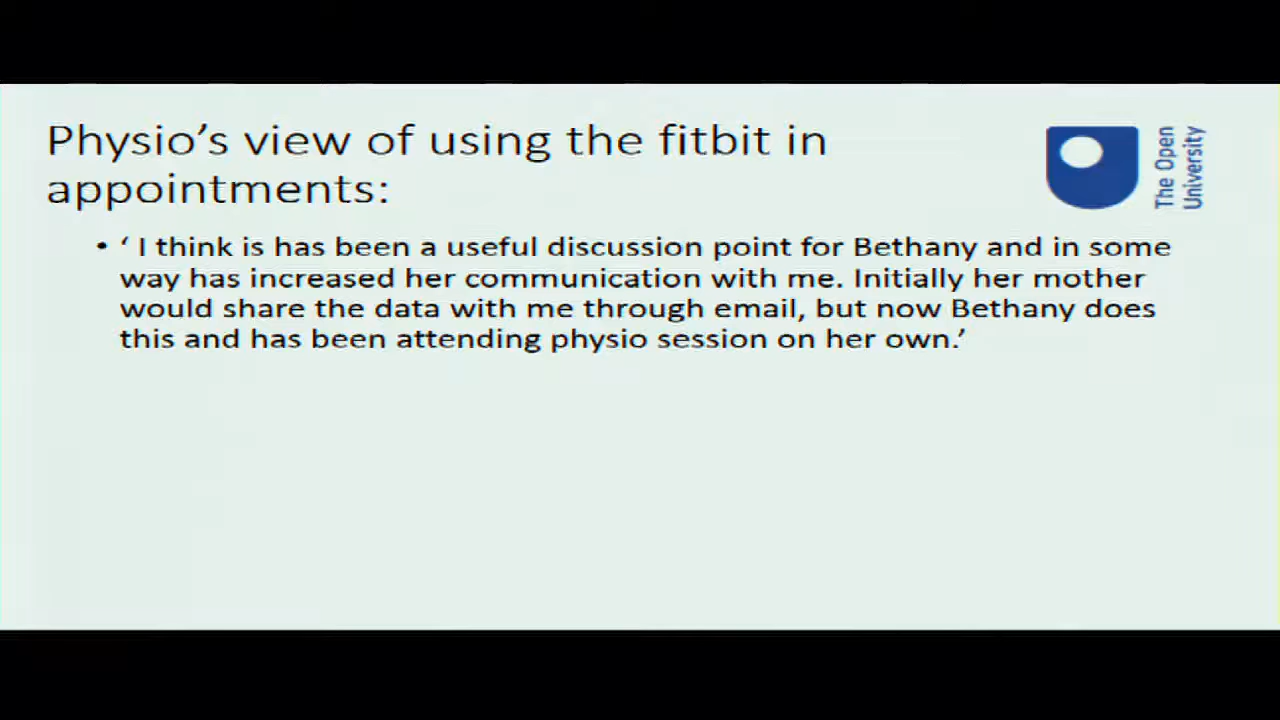 Physio's view of using the fitbit in
appointments:
• ‘ I think is has been a useful discussion point for Bethany and in some
way has increased her communication with me. Initially her mother
would share the data with me through email, but now Bethany does
this and has been attending physio session on her own.’
The Open
University